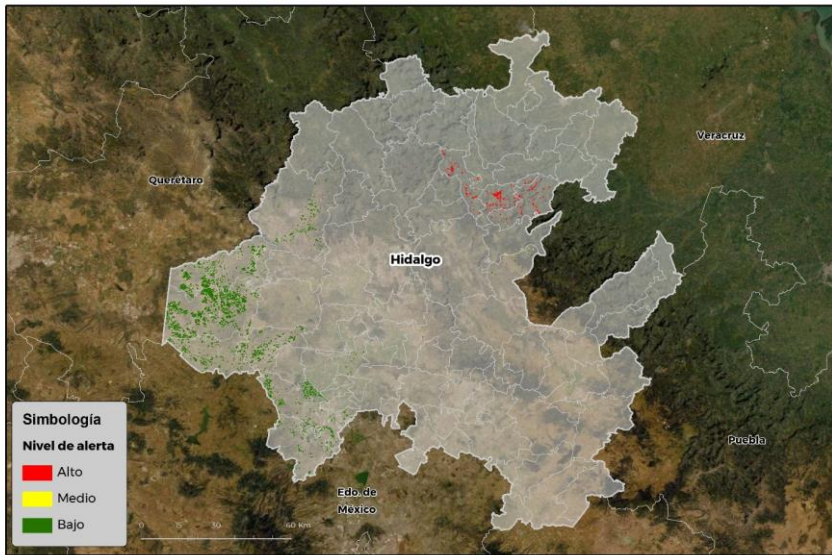 Veracruz
Querétaro
Hidalgo
Simbología
Nivel de alerta
Alto
Medio
Bajo
0 15 30 60 Km
Edo. de
México
Puebla